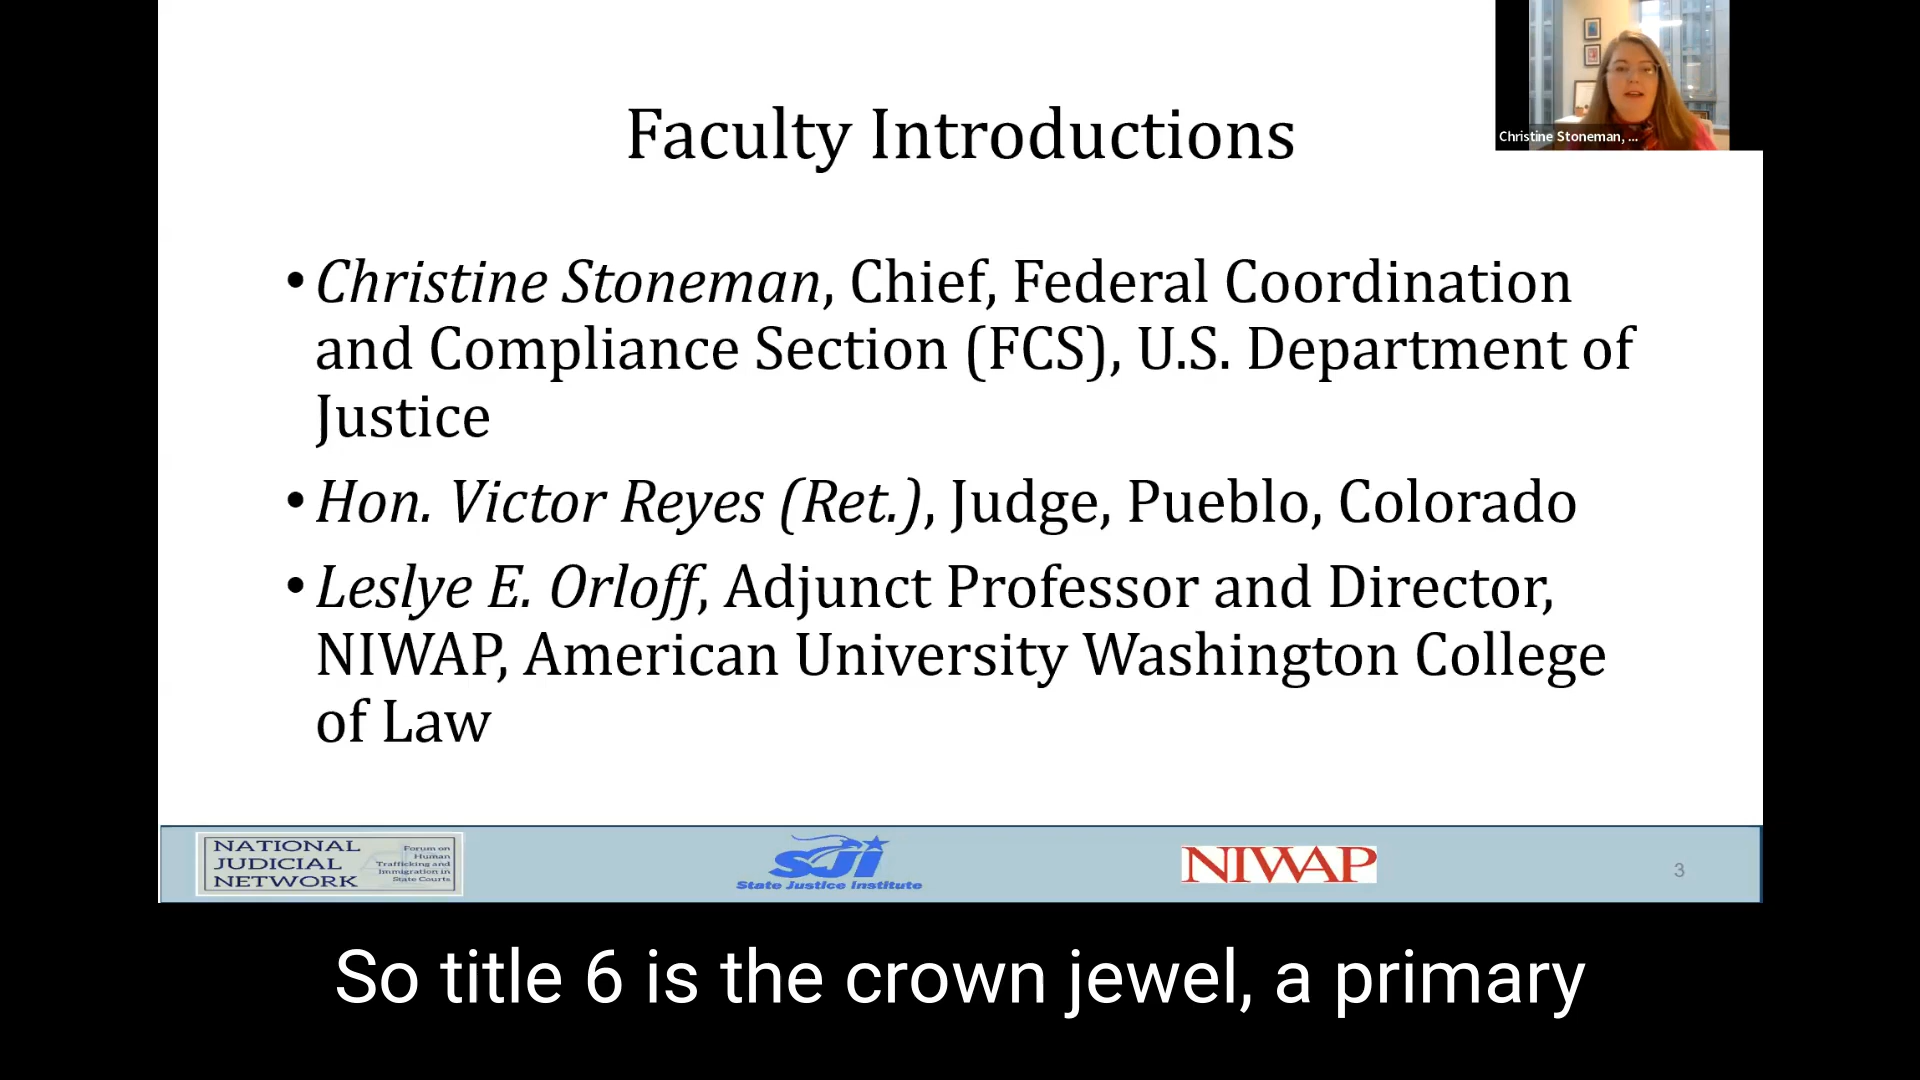 Faculty Introductions
Christine Stoneman, ...
• Christine Stoneman, Chief, Federal Coordination
and Compliance Section (FCS), U.S. Department of
Justice
• Hon. Victor Reyes (Ret.), Judge, Pueblo, Colorado
• Leslye E. Orloff, Adjunct Professor and Director,
NIWAP, American University Washington College
of Law
NATIONAL
JUDICIAL
NETWORK
Forum on
Human
Trafficking and
Immigration in
State Courts
SJI
State Justice Institute
NIWAP
3
So title 6 is the crown jewel, a primary